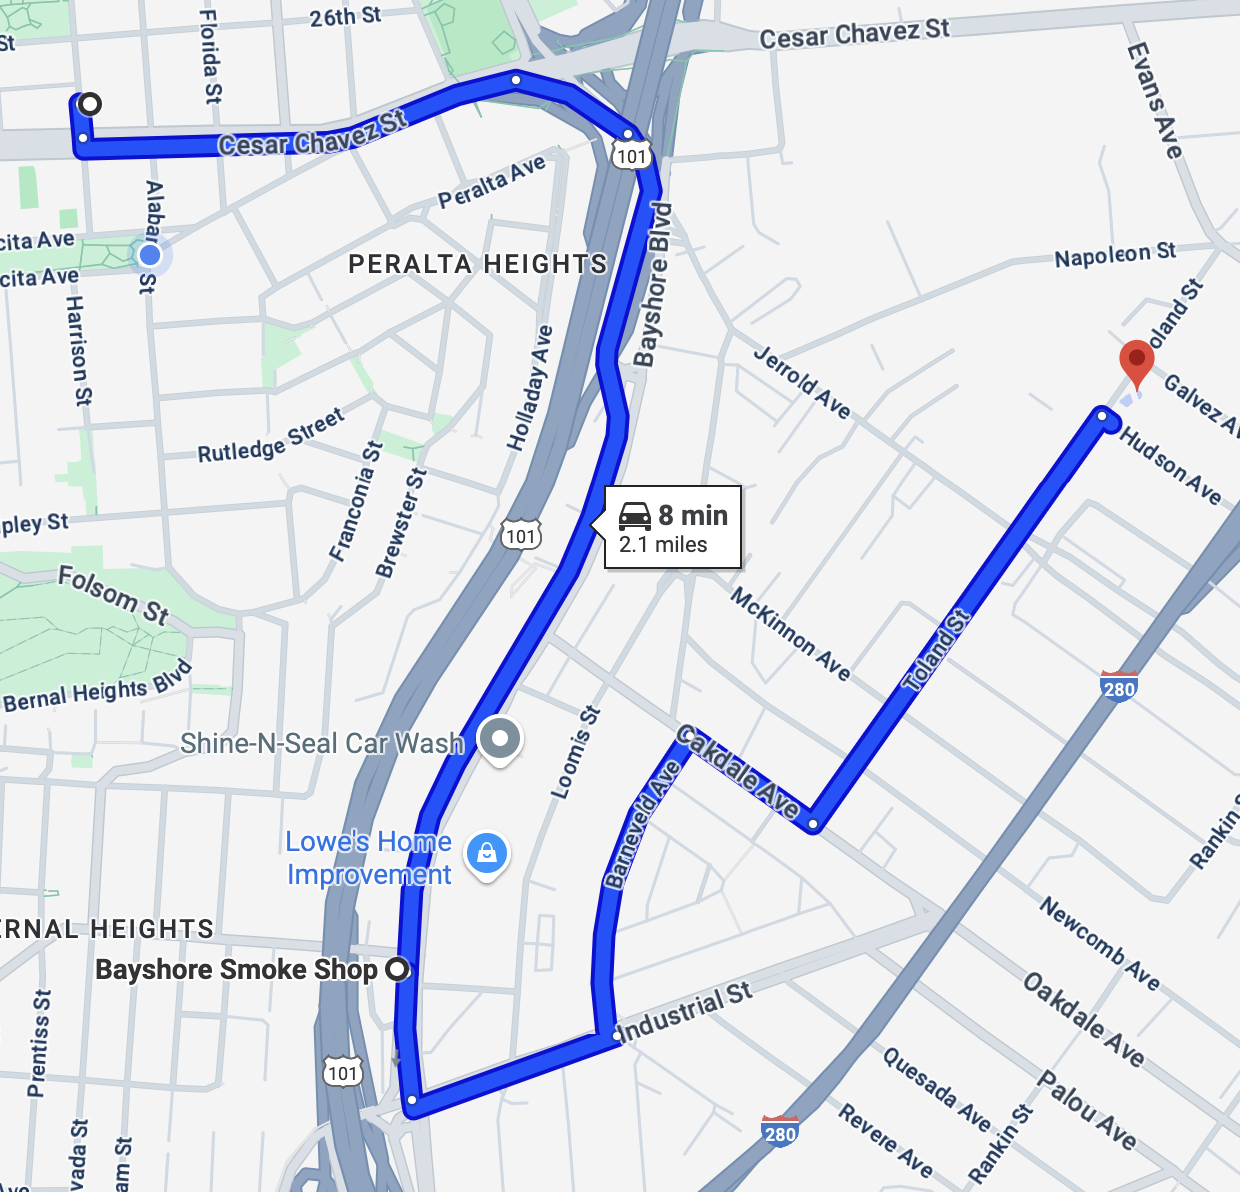 26th St
Cesar Chavez St
St
Florida St
Evans Ave
Cesar Chavez St
101
Peralta Ave
Alabam
St
cita Ave
cita Ave
PERALTA HEIGHTS
Bayshore Blvd
Napoleon St
oland St
Harrison St
Holladay Ave
Jerrold Ave
Galvez Av
Rutledge Street
Hudson Ave
Franconia St
Brewster St
pley St
101
8 min
2.1 miles
Folsom St
McKinnon Ave
Toland St
Bernal Heights Blvd
280
Shine-N-Seal Car Wash
Loomis St
Oakdale Ave
Barneveld Ave
Rankin S
Lowe's Home
Improvement
ERNAL HEIGHTS
Newcomb Ave
Bayshore Smoke Shop
Prentiss St
Industrial St
Oakdale Ave
101
Quesada Ave
Palou Ave
280
Revere Ave
Rankin St
vada St
am St
Ave